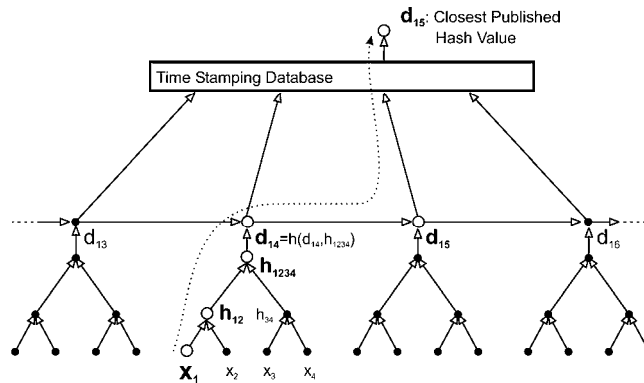 d15: Closest Published
Hash Value
Time Stamping Database
d13
d14=h(d14,h1234)
d15
d16
h1234
h12
h34
x1
x2
x3
x4